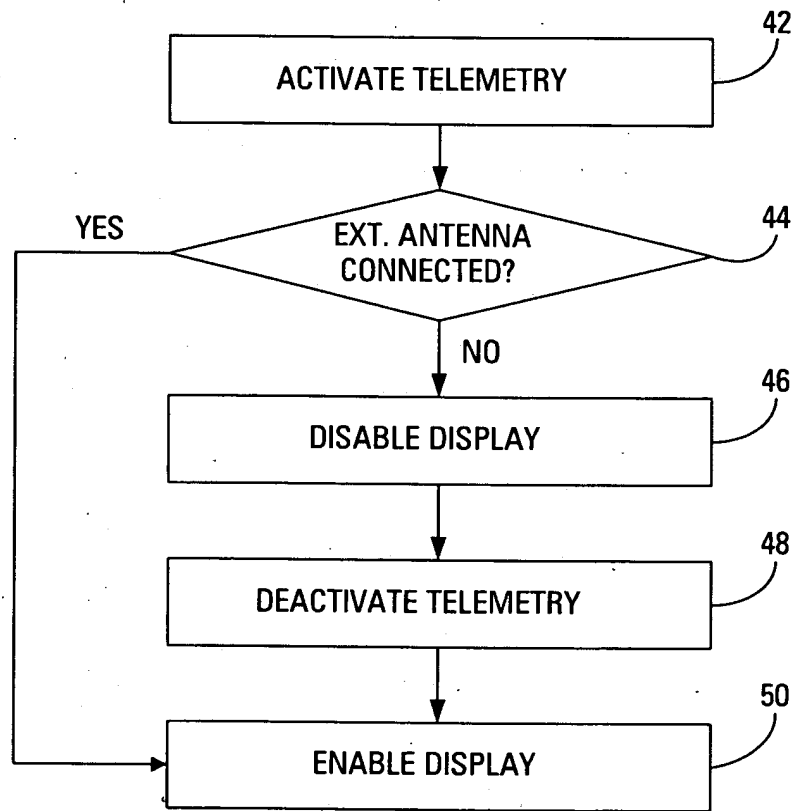 42
ACTIVATE TELEMETRY
44
YES
EXT. ANTENNA
CONNECTED?
NO
46
DISABLE DISPLAY
48
DEACTIVATE TELEMETRY
50
ENABLE DISPLAY